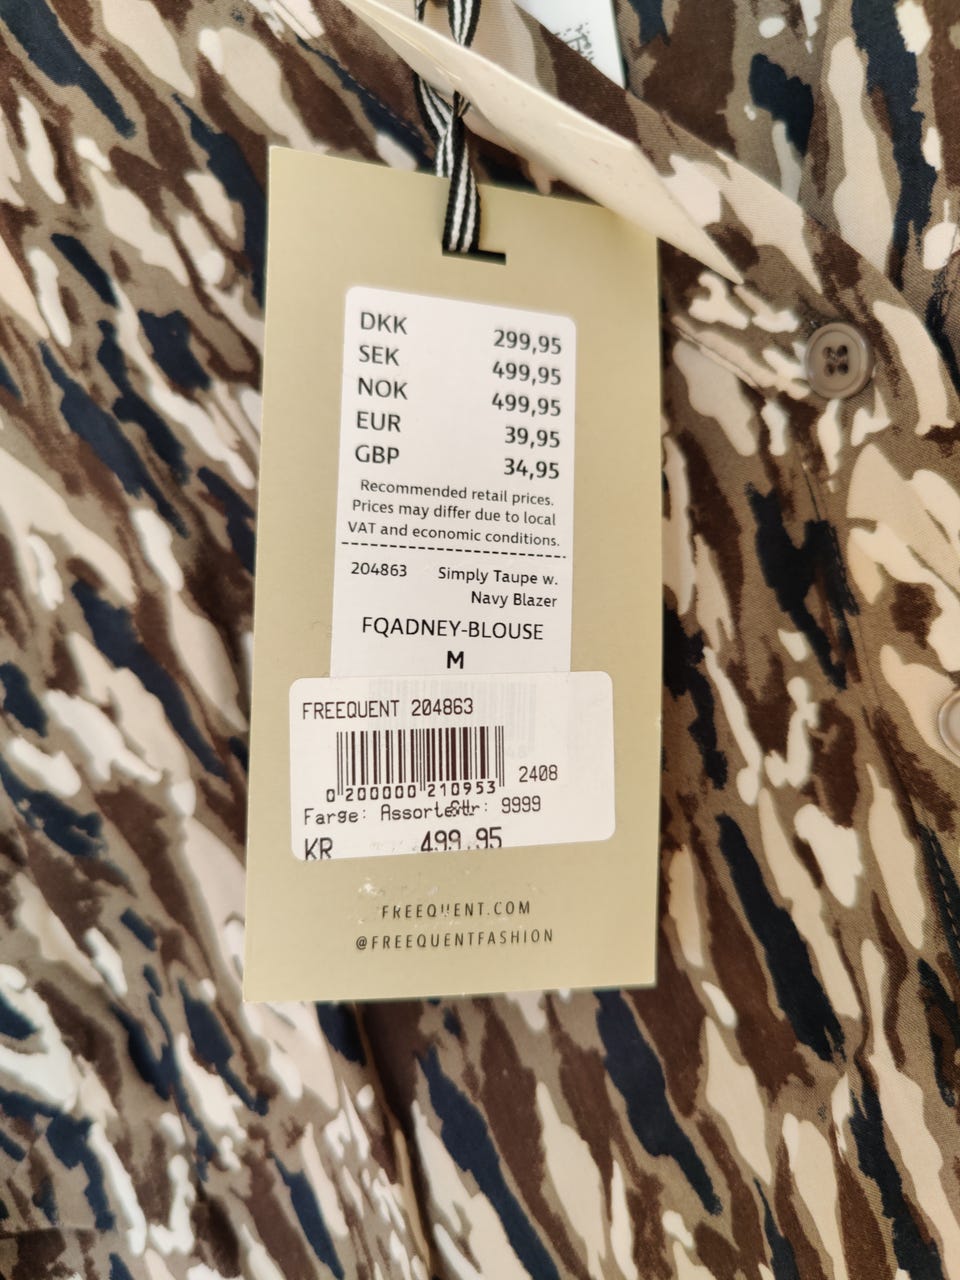 DKK 299,95
SEK 499,95
NOK 499,95
EUR 39,95
GBP 34,95
Recommended retail prices.
Prices may differ due to local
VAT and economic conditions.
204863 Simply Taupe w.
Navy Blazer
FQADNEY-BLOUSE
M
FREEQUENT 204863
2408
0 200000 210953
Farge: Assorte Str: 9999
KR 499.95
FREEQUENT.COM
@FREEQUENTFASHION